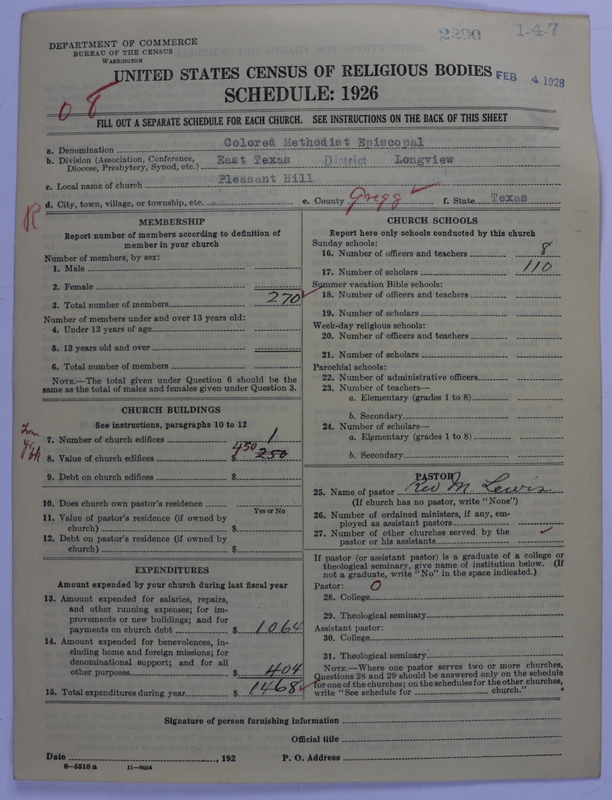 2290
1-4-7
DEPARTMENT OF COMMERCE
BUREAU OF THE CENSUS
WASHINGTON
UNITED STATES CENSUS OF RELIGIOUS BODIES
FEB 4 1928
SCHEDULE: 1926
08
FILL OUT A SEPARATE SCHEDULE FOR EACH CHURCH. SEE INSTRUCTIONS ON THE BACK OF THIS SHEET
a. Denomination Colored Methodist Episcopal
b. Division (Association, Conference, Diocese, Presbytery, Synod, etc.) East Texas District Longview
c. Local name of church Pleasant Hill
d. City, town, village, or township, etc. e. County Gregg f. State Texas
R
MEMBERSHIP
Report number of members according to definition of
member in your church
Number of members, by sex:
1. Male
2. Female
3. Total number of members 270
Number of members under and over 13 years old:
4. Under 13 years of age
5. 13 years old and over
6. Total number of members
NOTE.—The total given under Question 6 should be the
same as the total of males and females given under Question 3.
CHURCH BUILDINGS
See instructions, paragraphs 10 to 12
7. Number of church edifices 1
8. Value of church edifices $ 450 250
9. Debt on church edifices $
10. Does church own pastor's residence
Yes or No
11. Value of pastor's residence (if owned by
church) $
12. Debt on pastor's residence (if owned by
church) $
EXPENDITURES
Amount expended by your church during last fiscal year
13. Amount expended for salaries, repairs,
and other running expenses; for im-
provements or new buildings; and for
payments on church debt $ 1064
14. Amount expended for benevolences, in-
cluding home and foreign missions; for
denominational support; and for all
other purposes $ 404
15. Total expenditures during year $ 1468
CHURCH SCHOOLS
Report here only schools conducted by this church
Sunday schools:
16. Number of officers and teachers 8
17. Number of scholars 110
Summer vacation Bible schools:
18. Number of officers and teachers
19. Number of scholars
Week-day religious schools:
20. Number of officers and teachers
21. Number of scholars
Parochial schools:
22. Number of administrative officers
23. Number of teachers—
a. Elementary (grades 1 to 8)
b. Secondary
24. Number of scholars—
a. Elementary (grades 1 to 8)
b. Secondary
PASTOR
25. Name of pastor Rev M. Lewis
(If church has no pastor, write "None")
26. Number of ordained ministers, if any, em-
ployed as assistant pastors
27. Number of other churches served by the
pastor or his assistants
If pastor (or assistant pastor) is a graduate of a college or
theological seminary, give name of institution below. (If
not a graduate, write "No" in the space indicated.)
Pastor: 0
28. College
29. Theological seminary
Assistant pastor:
30. College
31. Theological seminary
NOTE.—Where one pastor serves two or more churches,
Questions 28 and 29 should be answered only on the schedule
for one of the churches; on the schedules for the other churches,
write "See schedule for church."
Signature of person furnishing information
Official title
Date , 192 P. O. Address
8—5518 a 11—9034